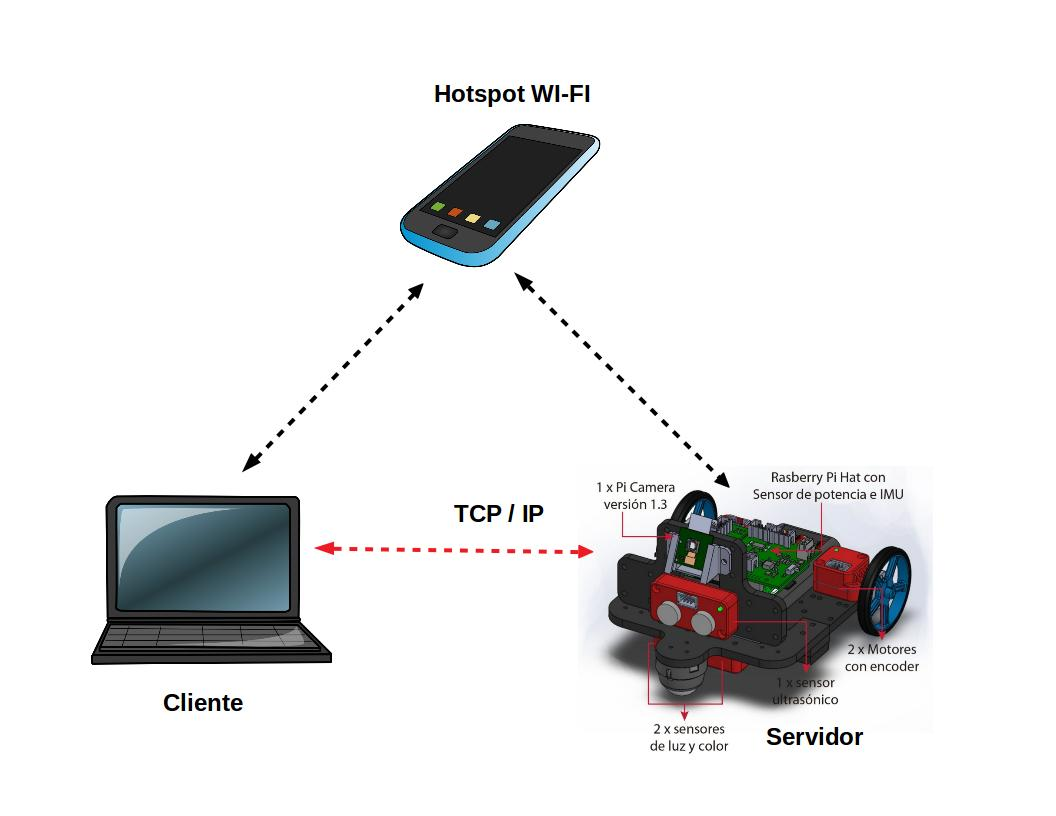 Hotspot WI-FI
TCP / IP
1 x Pi Camera
versión 1.3
Rasberry Pi Hat con
Sensor de potencia e IMU
2 x Motores
con encoder
1 x sensor
ultrasónico
2 x sensores
de luz y color
Cliente
Servidor